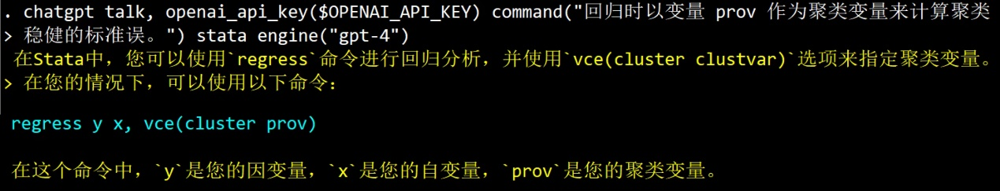 . chatgpt talk, openai_api_key($OPENAI_API_KEY) command("回归时以变量 prov 作为聚类变量来计算聚类
> 稳健的标准误。") stata engine("gpt-4")
在Stata中，您可以使用`regress`命令进行回归分析，并使用`vce(cluster clustvar)`选项来指定聚类变量。
> 在您的情况下，可以使用以下命令：
regress y x, vce(cluster prov)
在这个命令中，`y`是您的因变量，`x`是您的自变量，`prov`是您的聚类变量。